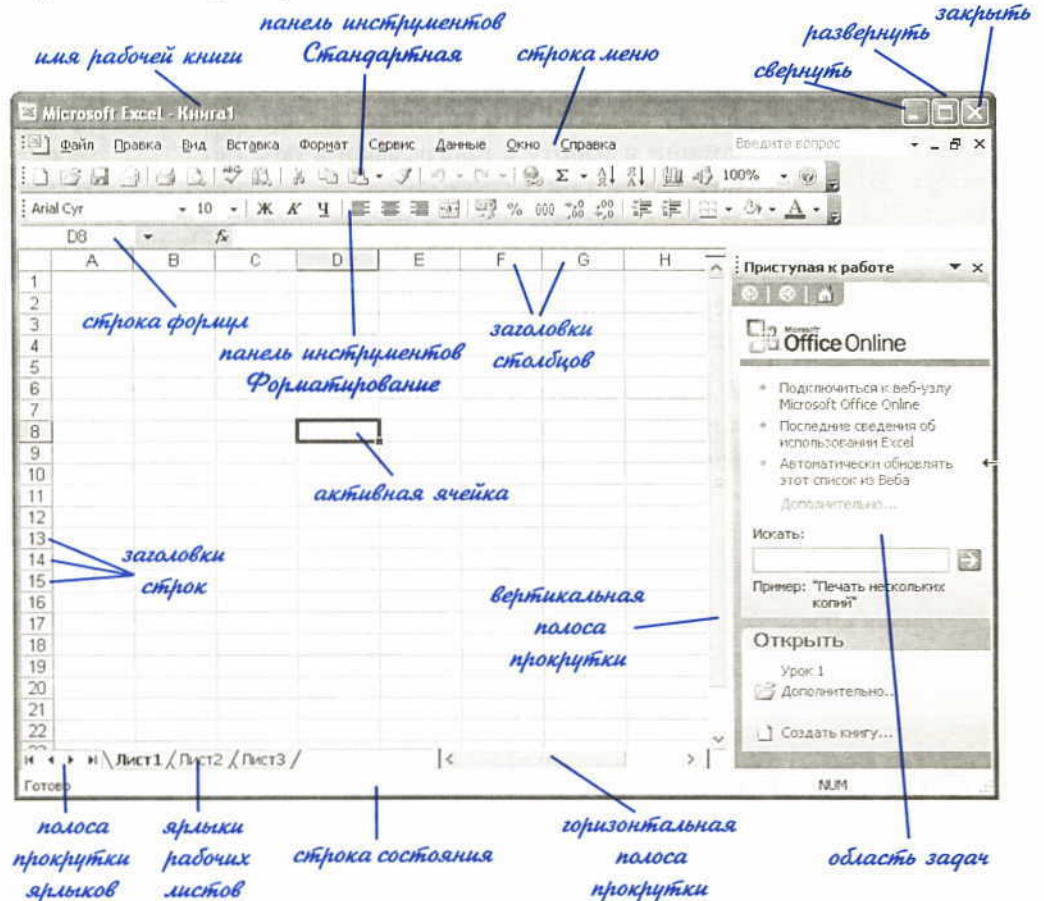 закрыть
панель инструментов
Стандартная
развернуть
имя рабочей книги
строка меню
свернуть
Microsoft Excel - Книга1
Файл Правка Вид Вставка Формат Сервис Данные Окно Справка
Введите вопрос
100%
Arial Cyr 10 Ж К Ч % 000
D8 fx
A B C D E F G H
1
2
3
4
5
6
7
8
9
10
11
12
13
14
15
16
17
18
19
20
21
22
строка формул
панель инструментов
Форматирование
заголовки
столбцов
активная ячейка
заголовки
строк
вертикальная
полоса
прокрутки
Приступая к работе
Microsoft
Office Online
Подключиться к веб-узлу
Microsoft Office Online
Последние сведения об
использовании Excel
Автоматически обновлять
этот список из Веба
Дополнительно...
Искать:
Пример: "Печать нескольких
копий"
Открыть
Урок 1
Дополнительно...
Создать книгу...
Лист1 Лист2 Лист3
Готово
NUM
полоса
прокрутки
ярлыков
ярлыки
рабочих
листов
строка состояния
горизонтальная
полоса
прокрутки
область задач